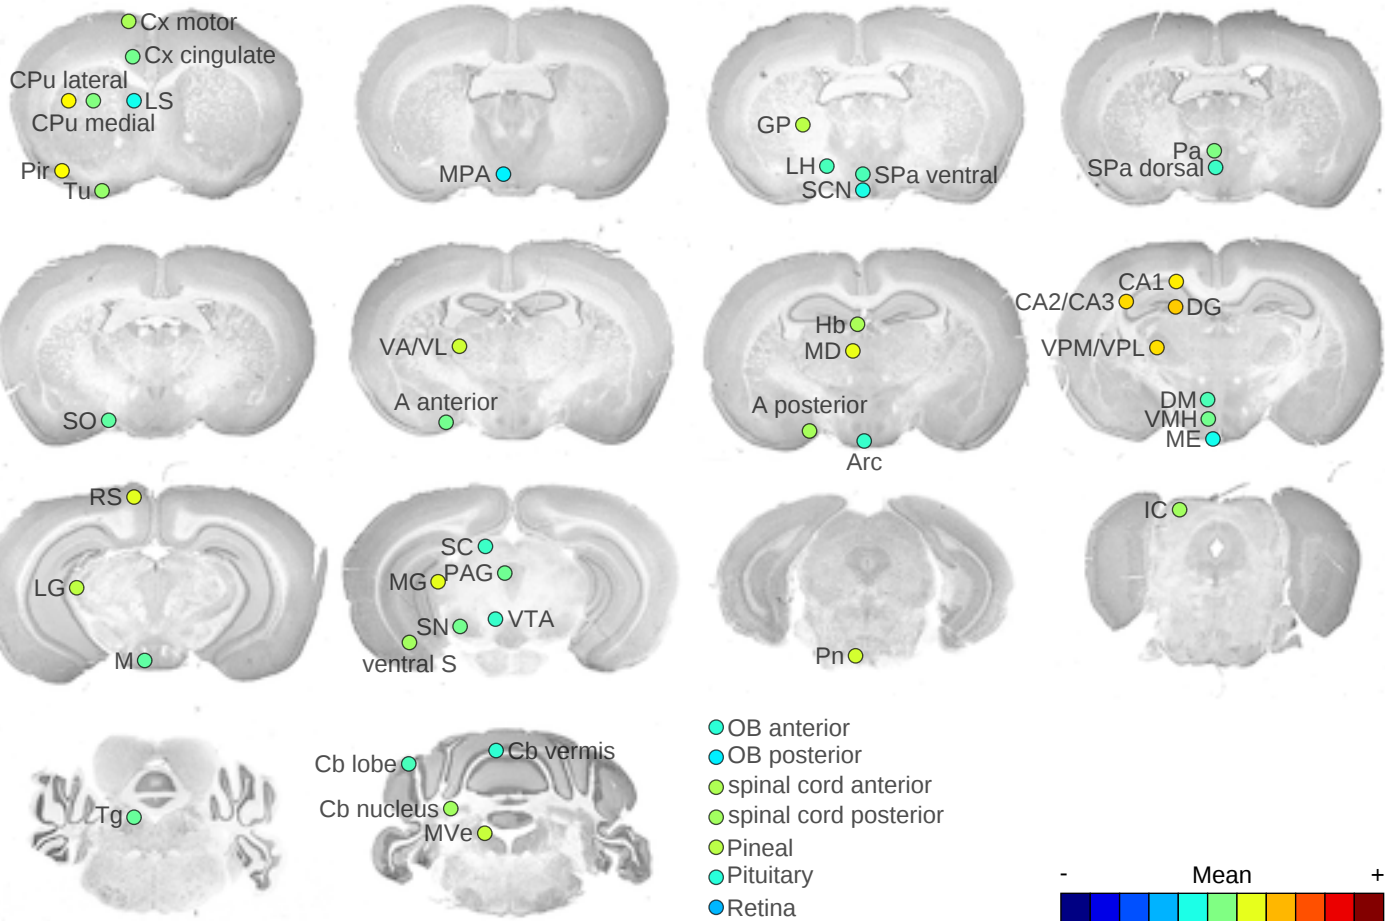 Cx motor
Cx cingulate
CPu lateral
LS
CPu medial
Pir
Tu
MPA
GP
LH
SPa ventral
SCN
Pa
SPa dorsal
SO
VA/VL
A anterior
Hb
MD
A posterior
Arc
CA1
CA2/CA3
DG
VPM/VPL
DM
VMH
ME
RS
LG
M
SC
PAG
MG
VTA
SN
ventral S
Pn
IC
Tg
Cb lobe
Cb vermis
Cb nucleus
MVe
OB anterior
OB posterior
spinal cord anterior
spinal cord posterior
Pineal
Pituitary
Retina
- Mean +